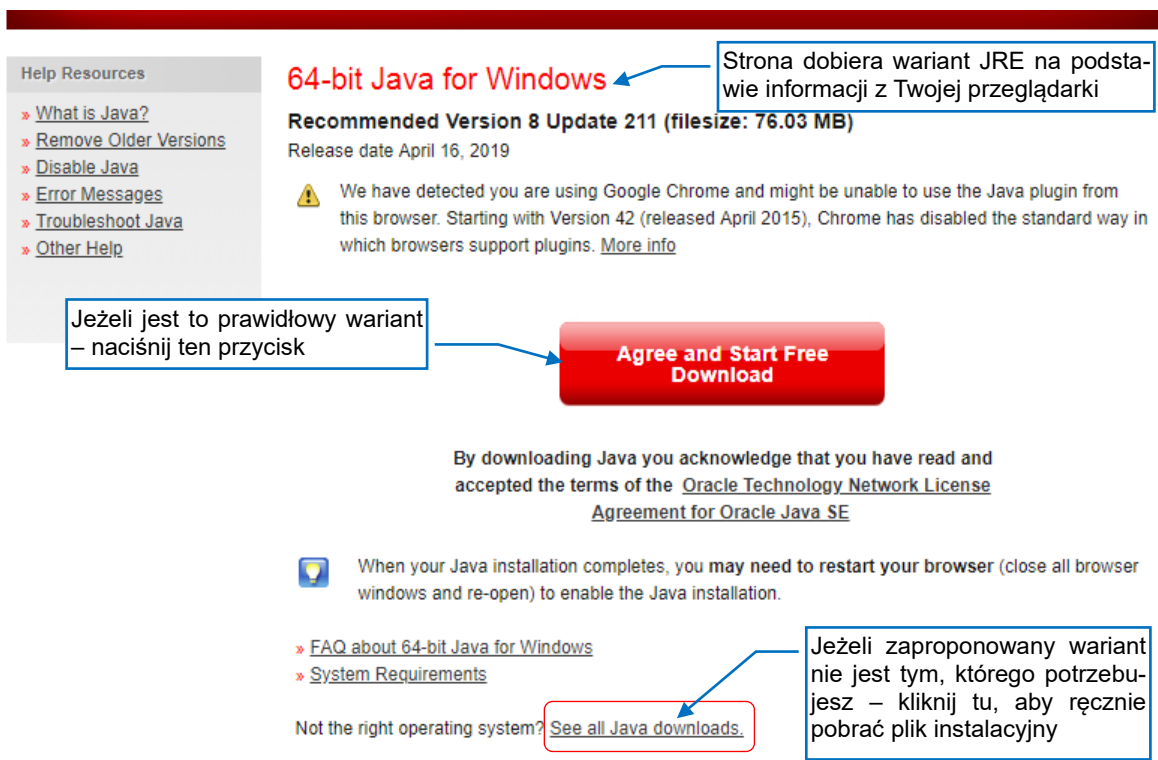 Help Resources
» What is Java?
» Remove Older Versions
» Disable Java
» Error Messages
» Troubleshoot Java
» Other Help
64-bit Java for Windows
Strona dobiera wariant JRE na podsta-
wie informacji z Twojej przeglądarki
Recommended Version 8 Update 211 (filesize: 76.03 MB)
Release date April 16, 2019
We have detected you are using Google Chrome and might be unable to use the Java plugin from
this browser. Starting with Version 42 (released April 2015), Chrome has disabled the standard way in
which browsers support plugins. More info
Jeżeli jest to prawidłowy wariant
– naciśnij ten przycisk
Agree and Start Free
Download
By downloading Java you acknowledge that you have read and
accepted the terms of the Oracle Technology Network License
Agreement for Oracle Java SE
When your Java installation completes, you may need to restart your browser (close all browser
windows and re-open) to enable the Java installation.
» FAQ about 64-bit Java for Windows
» System Requirements
Not the right operating system? See all Java downloads.
Jeżeli zaproponowany wariant
nie jest tym, którego potrzebu-
jesz – kliknij tu, aby ręcznie
pobrać plik instalacyjny